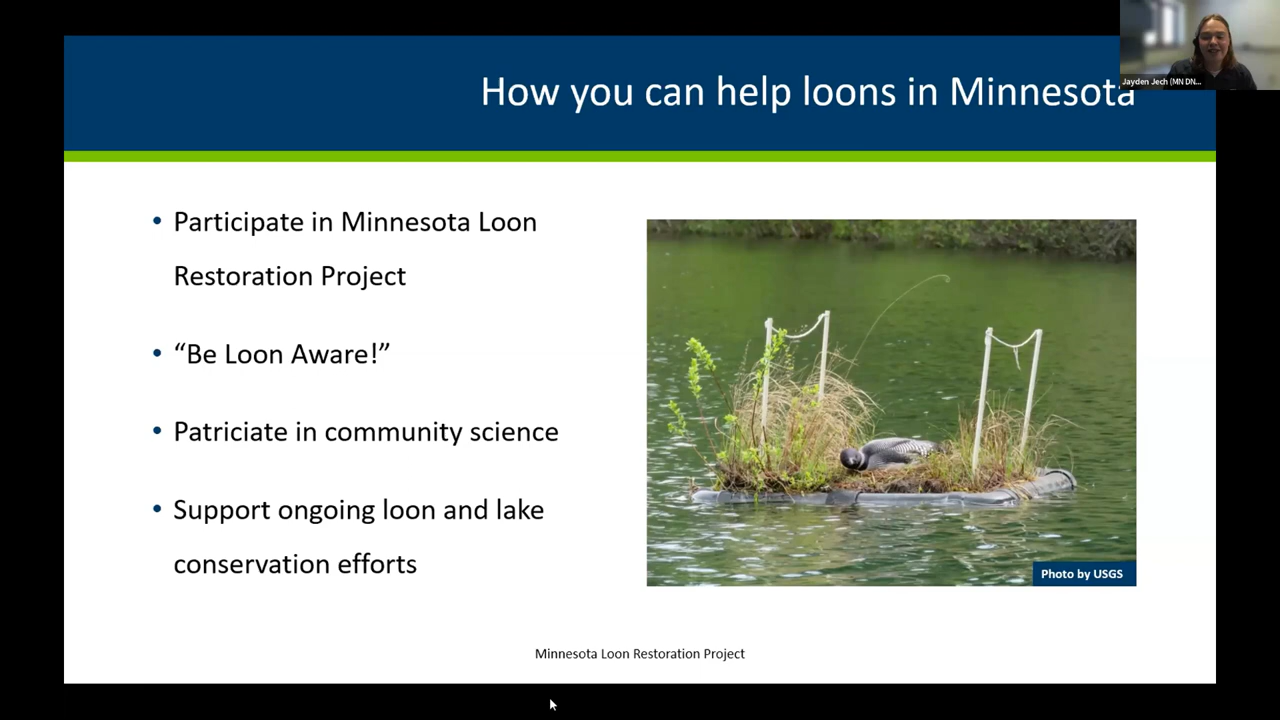 Jayden Jech (MN DN...
How you can help loons in Minnesota
• Participate in Minnesota Loon
Restoration Project
• “Be Loon Aware!”
• Patriciate in community science
• Support ongoing loon and lake
conservation efforts
Photo by USGS
Minnesota Loon Restoration Project